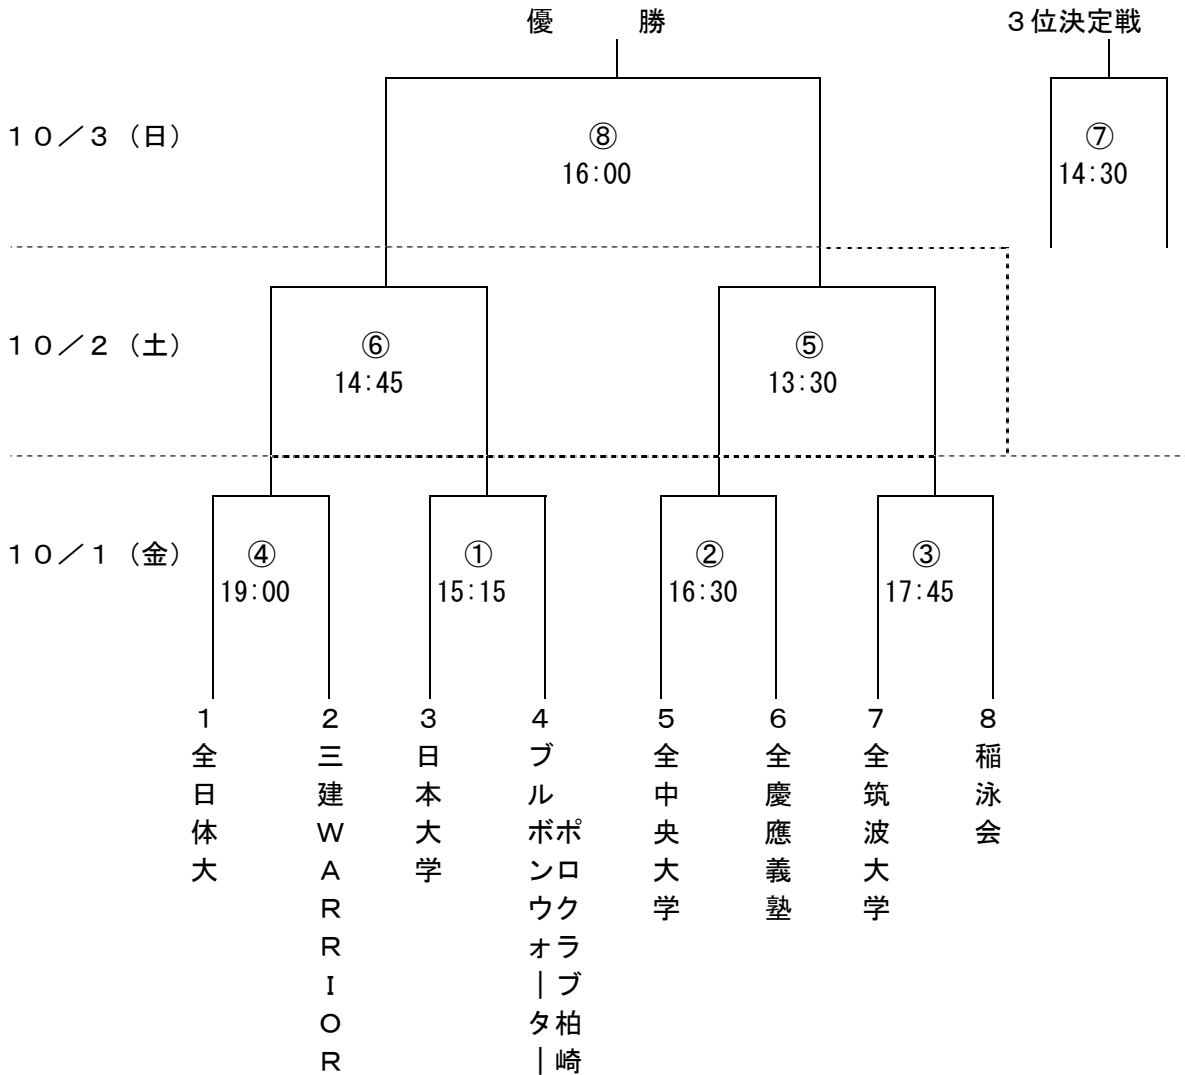 優 勝
３位決定戦
１０／３（日）
⑧
16:00
⑦
14:30
１０／２（土）
⑥
14:45
⑤
13:30
１０／１（金）
④
19:00
①
15:15
②
16:30
③
17:45
１
全日体大
２
三建ＷＡＲＲＩＯＲ
３
日本大学
４
ブルボンウォーター
ポロクラブ柏崎
５
全中央大学
６
全慶應義塾
７
全筑波大学
８
稲泳会